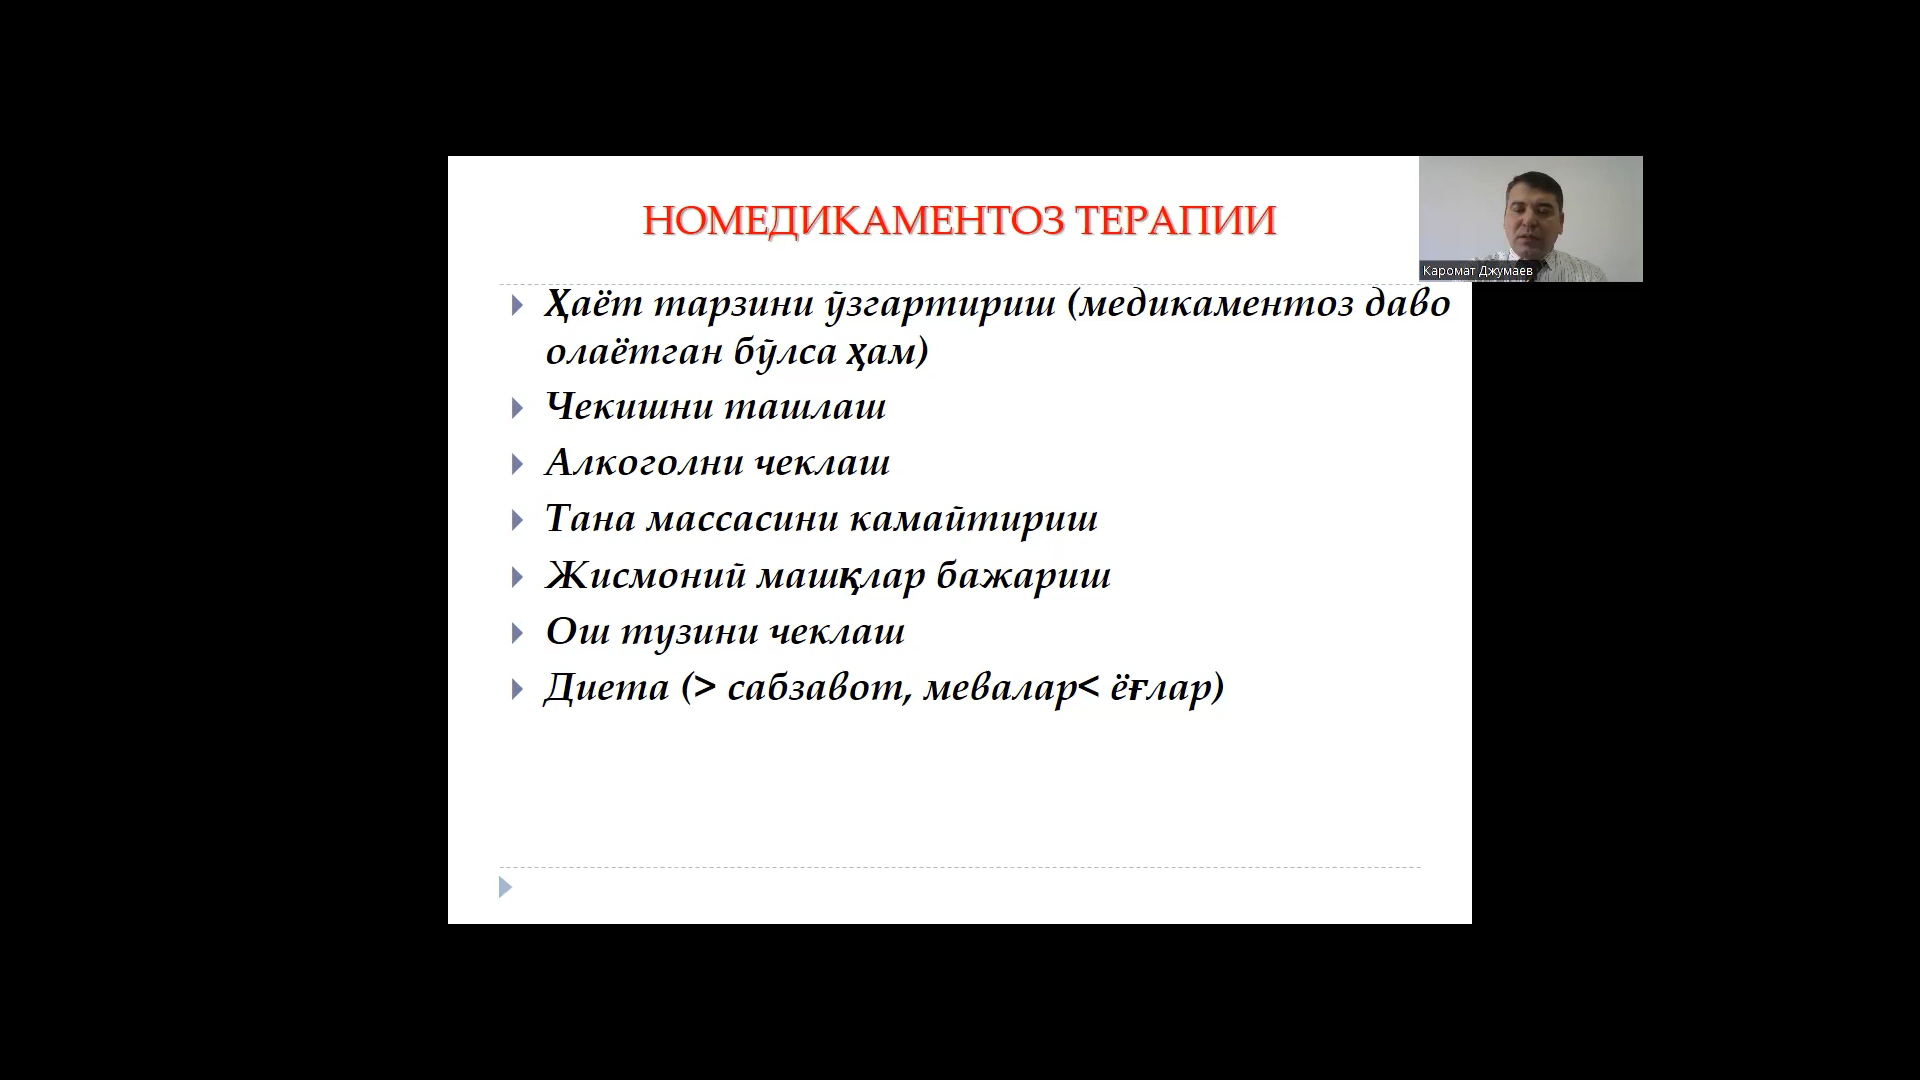 НОМЕДИКАМЕНТОЗ ТЕРАПИИ
Каромат Джумаев
Ҳаёт тарзини ўзгартириш (медикаментоз даво
олаётган бўлса ҳам)
Чекишни ташлаш
Алкоголни чеклаш
Тана массасини камайтириш
Жисмоний машқлар бажариш
Ош тузини чеклаш
Диета (> сабзавот, мевалар< ёғлар)